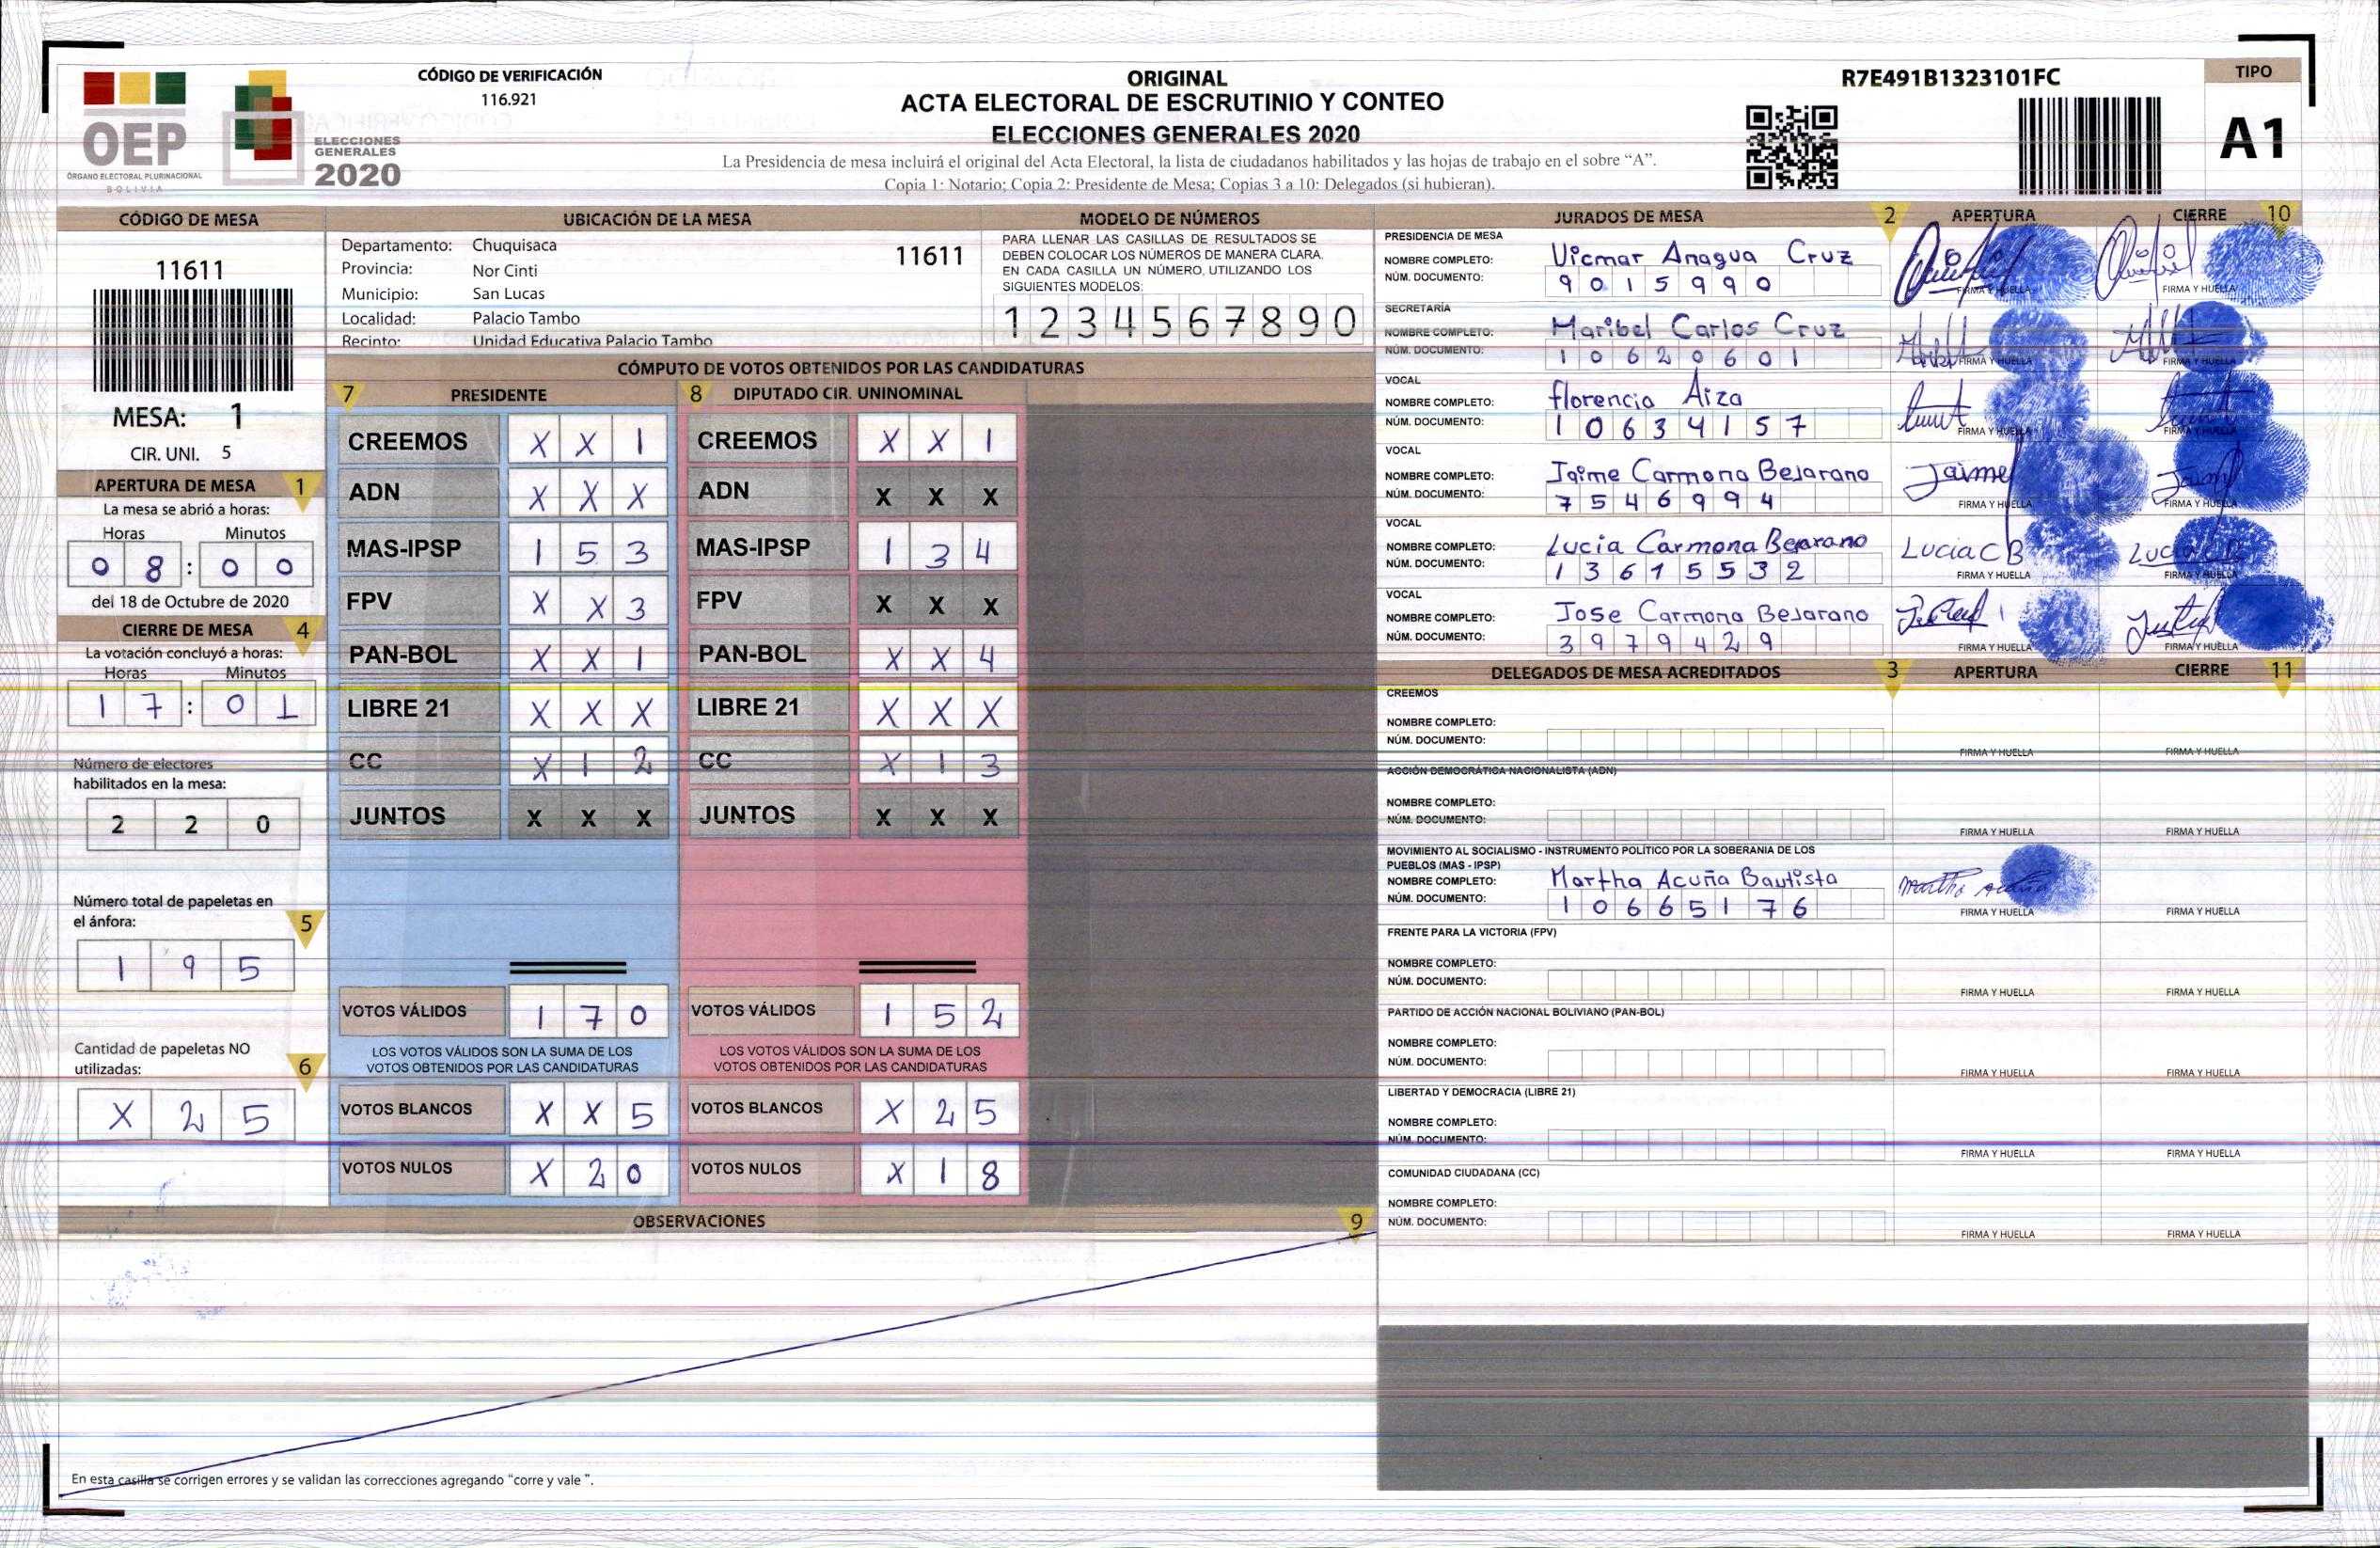 OEP
ÓRGANO ELECTORAL PLURINACIONAL
BOLIVIA
ELECCIONES
GENERALES
2020
CÓDIGO DE VERIFICACIÓN
116.921
ORIGINAL
ACTA ELECTORAL DE ESCRUTINIO Y CONTEO
ELECCIONES GENERALES 2020
La Presidencia de mesa incluirá el original del Acta Electoral, la lista de ciudadanos habilitados y las hojas de trabajo en el sobre “A”.
Copia 1: Notario; Copia 2: Presidente de Mesa; Copias 3 a 10: Delegados (si hubieran).
R7E491B1323101FC
TIPO
A1
CÓDIGO DE MESA
11611
MESA: 1
CIR. UNI. 5
APERTURA DE MESA 1
La mesa se abrió a horas:
Horas Minutos
0 8 : 0 0
del 18 de Octubre de 2020
CIERRE DE MESA 4
La votación concluyó a horas:
Horas Minutos
1 7 : 0 1
Número de electores
habilitados en la mesa:
2 2 0
Número total de papeletas en
el ánfora: 5
1 9 5
Cantidad de papeletas NO
utilizadas: 6
X 2 5
UBICACIÓN DE LA MESA
Departamento: Chuquisaca 11611
Provincia: Nor Cinti
Municipio: San Lucas
Localidad: Palacio Tambo
Recinto: Unidad Educativa Palacio Tambo
MODELO DE NÚMEROS
PARA LLENAR LAS CASILLAS DE RESULTADOS SE
DEBEN COLOCAR LOS NÚMEROS DE MANERA CLARA.
EN CADA CASILLA UN NÚMERO, UTILIZANDO LOS
SIGUIENTES MODELOS:
1 2 3 4 5 6 7 8 9 0
CÓMPUTO DE VOTOS OBTENIDOS POR LAS CANDIDATURAS
7 PRESIDENTE 8 DIPUTADO CIR. UNINOMINAL
CREEMOS X X 1 CREEMOS X X 1
ADN X X X ADN X X X
MAS-IPSP 1 5 3 MAS-IPSP 1 3 4
FPV X X 3 FPV X X X
PAN-BOL X X 1 PAN-BOL X X 4
LIBRE 21 X X X LIBRE 21 X X X
CC X 1 2 CC X 1 3
JUNTOS X X X JUNTOS X X X
VOTOS VÁLIDOS 1 7 0 VOTOS VÁLIDOS 1 5 2
LOS VOTOS VÁLIDOS SON LA SUMA DE LOS LOS VOTOS VÁLIDOS SON LA SUMA DE LOS
VOTOS OBTENIDOS POR LAS CANDIDATURAS VOTOS OBTENIDOS POR LAS CANDIDATURAS
VOTOS BLANCOS X X 5 VOTOS BLANCOS X 2 5
VOTOS NULOS X 2 0 VOTOS NULOS X 1 8
OBSERVACIONES 9
En esta casilla se corrigen errores y se validan las correcciones agregando “corre y vale ”.
JURADOS DE MESA 2 APERTURA CIERRE 10
PRESIDENCIA DE MESA
NOMBRE COMPLETO: Vicmar Anagua Cruz
NÚM. DOCUMENTO: 9 0 1 5 9 9 0
FIRMA Y HUELLA FIRMA Y HUELLA
SECRETARÍA
NOMBRE COMPLETO: Maribel Carlos Cruz
NÚM. DOCUMENTO: 1 0 6 2 0 6 0 1
FIRMA Y HUELLA FIRMA Y HUELLA
VOCAL
NOMBRE COMPLETO: florencia Aiza
NÚM. DOCUMENTO: 1 0 6 3 4 1 5 7
FIRMA Y HUELLA FIRMA Y HUELLA
VOCAL
NOMBRE COMPLETO: Jaime Carmona Bejarano Jaime
NÚM. DOCUMENTO: 7 5 4 6 9 9 4
FIRMA Y HUELLA FIRMA Y HUELLA
VOCAL
NOMBRE COMPLETO: Lucia Carmona Bejarano Lucia C B
NÚM. DOCUMENTO: 1 3 6 1 5 5 3 2
FIRMA Y HUELLA FIRMA Y HUELLA
VOCAL
NOMBRE COMPLETO: Jose Carmona Bejarano
NÚM. DOCUMENTO: 3 9 7 9 4 2 9
FIRMA Y HUELLA FIRMA Y HUELLA
DELEGADOS DE MESA ACREDITADOS 3 APERTURA CIERRE 11
CREEMOS
NOMBRE COMPLETO:
NÚM. DOCUMENTO:
FIRMA Y HUELLA FIRMA Y HUELLA
ACCIÓN DEMOCRÁTICA NACIONALISTA (ADN)
NOMBRE COMPLETO:
NÚM. DOCUMENTO:
FIRMA Y HUELLA FIRMA Y HUELLA
MOVIMIENTO AL SOCIALISMO - INSTRUMENTO POLÍTICO POR LA SOBERANIA DE LOS
PUEBLOS (MAS - IPSP)
NOMBRE COMPLETO: Martha Acuña Bautista
NÚM. DOCUMENTO: 1 0 6 6 5 1 7 6
FIRMA Y HUELLA FIRMA Y HUELLA
FRENTE PARA LA VICTORIA (FPV)
NOMBRE COMPLETO:
NÚM. DOCUMENTO:
FIRMA Y HUELLA FIRMA Y HUELLA
PARTIDO DE ACCIÓN NACIONAL BOLIVIANO (PAN-BOL)
NOMBRE COMPLETO:
NÚM. DOCUMENTO:
FIRMA Y HUELLA FIRMA Y HUELLA
LIBERTAD Y DEMOCRACIA (LIBRE 21)
NOMBRE COMPLETO:
NÚM. DOCUMENTO:
FIRMA Y HUELLA FIRMA Y HUELLA
COMUNIDAD CIUDADANA (CC)
NOMBRE COMPLETO:
NÚM. DOCUMENTO:
FIRMA Y HUELLA FIRMA Y HUELLA